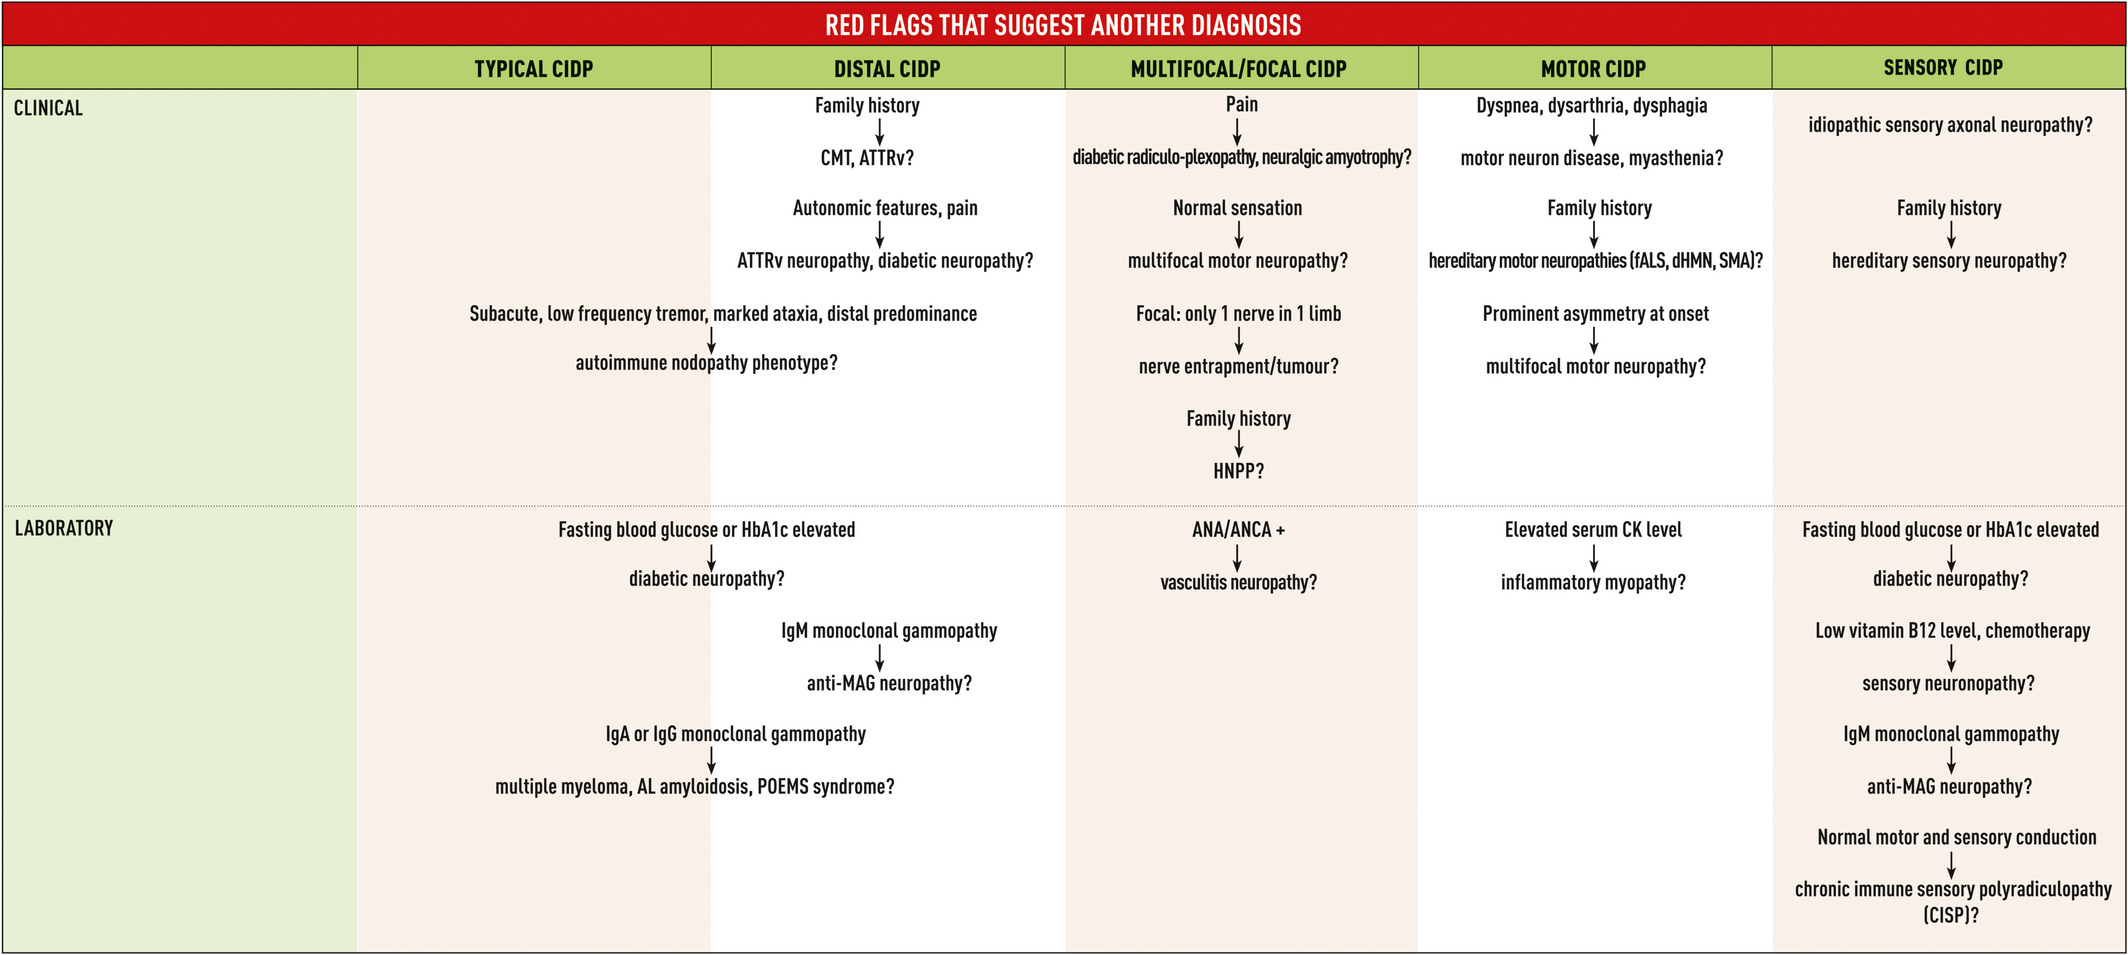 RED FLAGS THAT SUGGEST ANOTHER DIAGNOSIS
TYPICAL CIDP
DISTAL CIDP
MULTIFOCAL/FOCAL CIDP
MOTOR CIDP
SENSORY CIDP
CLINICAL
Family history
CMT, ATTRv?
Autonomic features, pain
ATTRv neuropathy, diabetic neuropathy?
Subacute, low frequency tremor, marked ataxia, distal predominance
autoimmune nodopathy phenotype?
Pain
diabetic radiculo-plexopathy, neuralgic amyotrophy?
Normal sensation
multifocal motor neuropathy?
Focal: only 1 nerve in 1 limb
nerve entrapment/tumour?
Family history
HNPP?
Dyspnea, dysarthria, dysphagia
motor neuron disease, myasthenia?
Family history
hereditary motor neuropathies (fALS, dHMN, SMA)?
Prominent asymmetry at onset
multifocal motor neuropathy?
idiopathic sensory axonal neuropathy?
Family history
hereditary sensory neuropathy?
LABORATORY
Fasting blood glucose or HbA1c elevated
diabetic neuropathy?
IgM monoclonal gammopathy
anti-MAG neuropathy?
IgA or IgG monoclonal gammopathy
multiple myeloma, AL amyloidosis, POEMS syndrome?
ANA/ANCA +
vasculitis neuropathy?
Elevated serum CK level
inflammatory myopathy?
Fasting blood glucose or HbA1c elevated
diabetic neuropathy?
Low vitamin B12 level, chemotherapy
sensory neuronopathy?
IgM monoclonal gammopathy
anti-MAG neuropathy?
Normal motor and sensory conduction
chronic immune sensory polyradiculopathy
(CISP)?